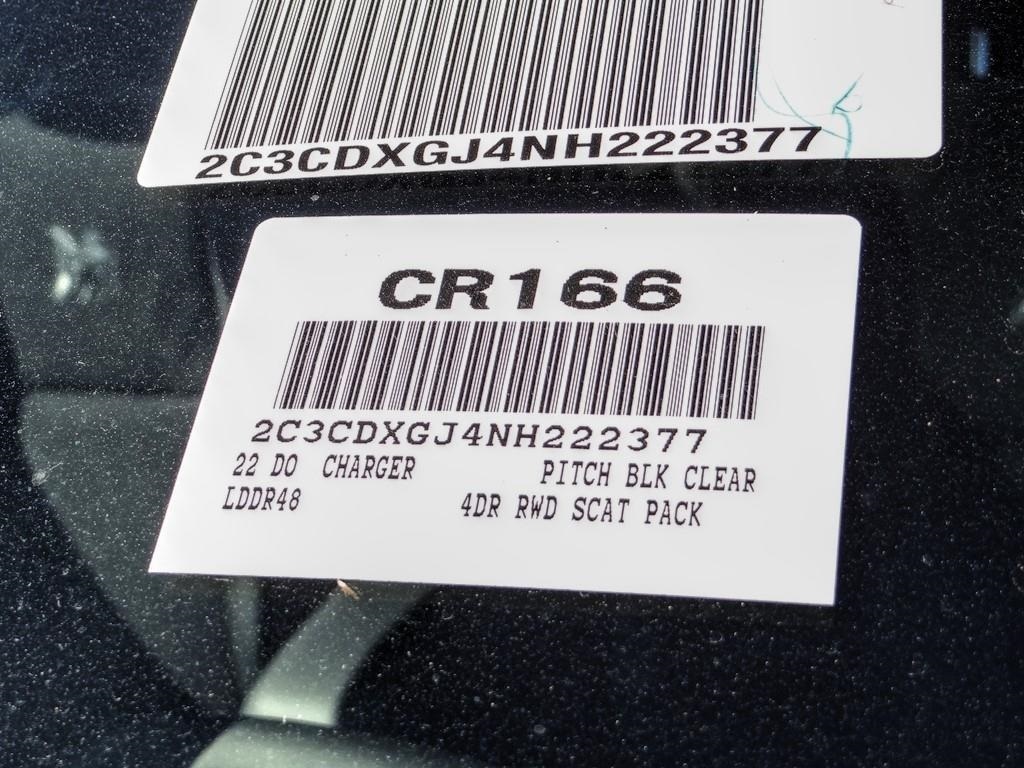 2C3CDXGJ4NH222377
CR166
2C3CDXGJ4NH222377
22 DO CHARGER PITCH BLK CLEAR
LDDR48 4DR RWD SCAT PACK